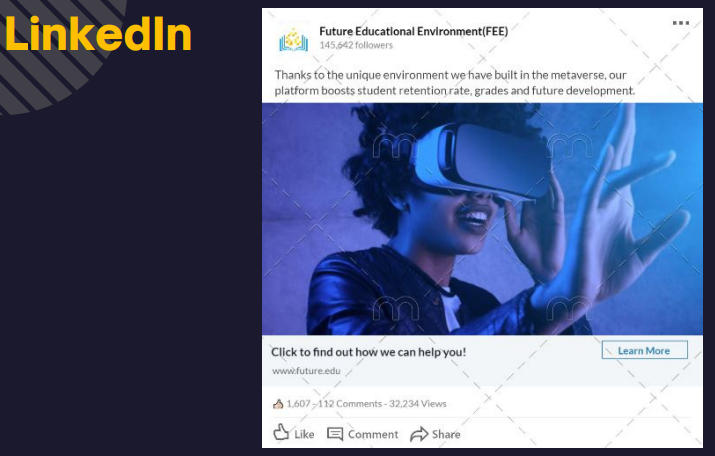 LinkedIn
Future Educational Environment(FEE)
145,642 followers
Thanks to the unique environment we have built in the metaverse, our
platform boosts student retention rate, grades and future development.
Click to find out how we can help you!
Learn More
www.future.edu
1,607 - 112 Comments - 32,234 Views
Like Comment Share